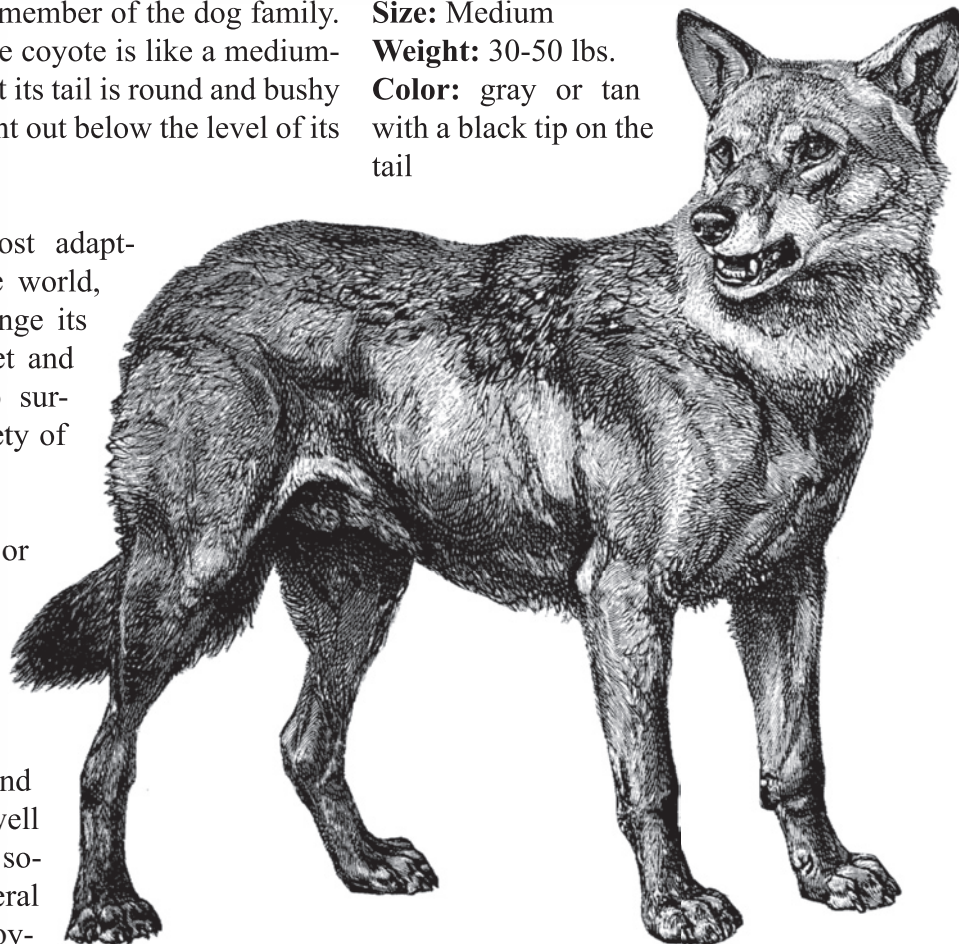 member of the dog family.
e coyote is like a medium-
t its tail is round and bushy
nt out below the level of its
ost adapt-
e world,
nge its
et and
sur-
ety of
or
nd
so-
eral
Size: Medium
Weight: 30-50 lbs.
Color: gray or tan
with a black tip on the
tail